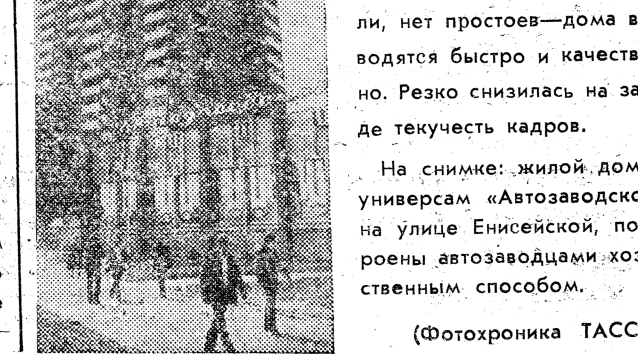 ли, нет простоев—дома в
водятся быстро и качеств
но. Резко снизилась на за
де текучесть кадров.
На снимке: жилой дом
универсам «Автозаводско
на улице Енисейской, по
роены автозаводцами хоз
ственным способом.
(Фотохроника ТАСС